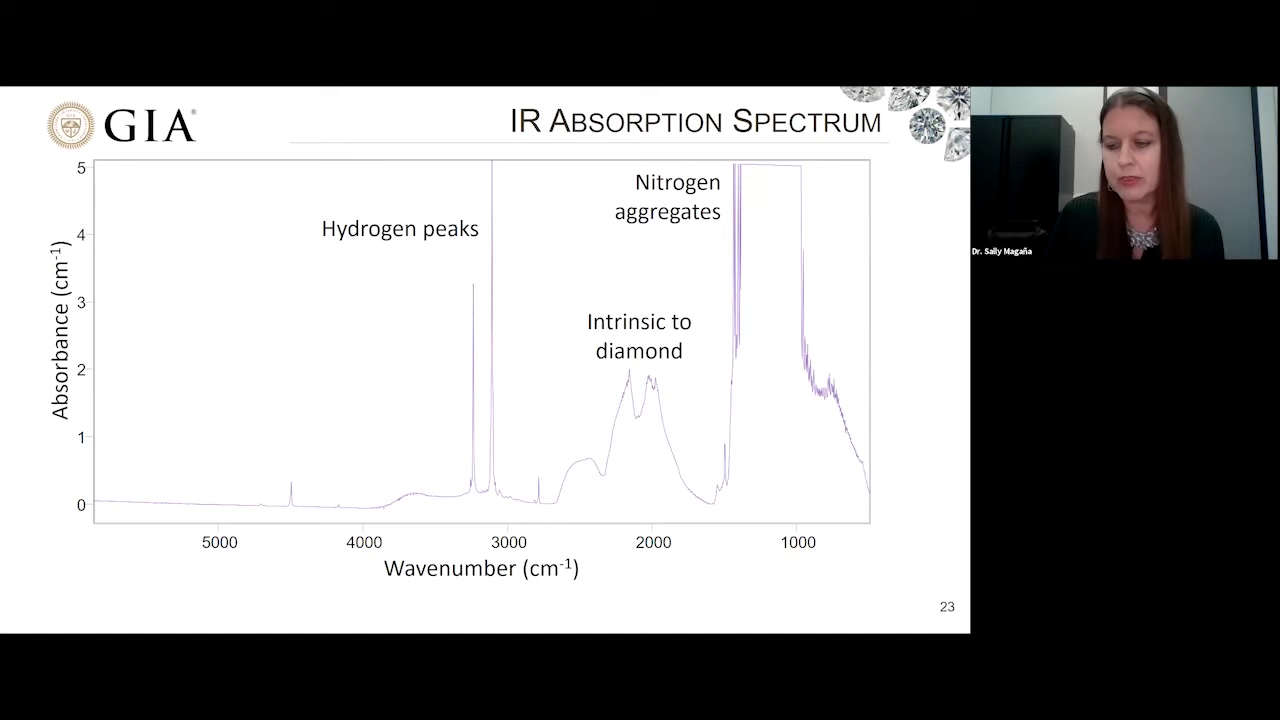 GIA®
IR ABSORPTION SPECTRUM
5
4
3
2
1
0
Absorbance (cm-1)
Hydrogen peaks
Nitrogen
aggregates
Intrinsic to
diamond
5000
4000
3000
2000
1000
Wavenumber (cm-1)
23
Dr. Sally Magaña